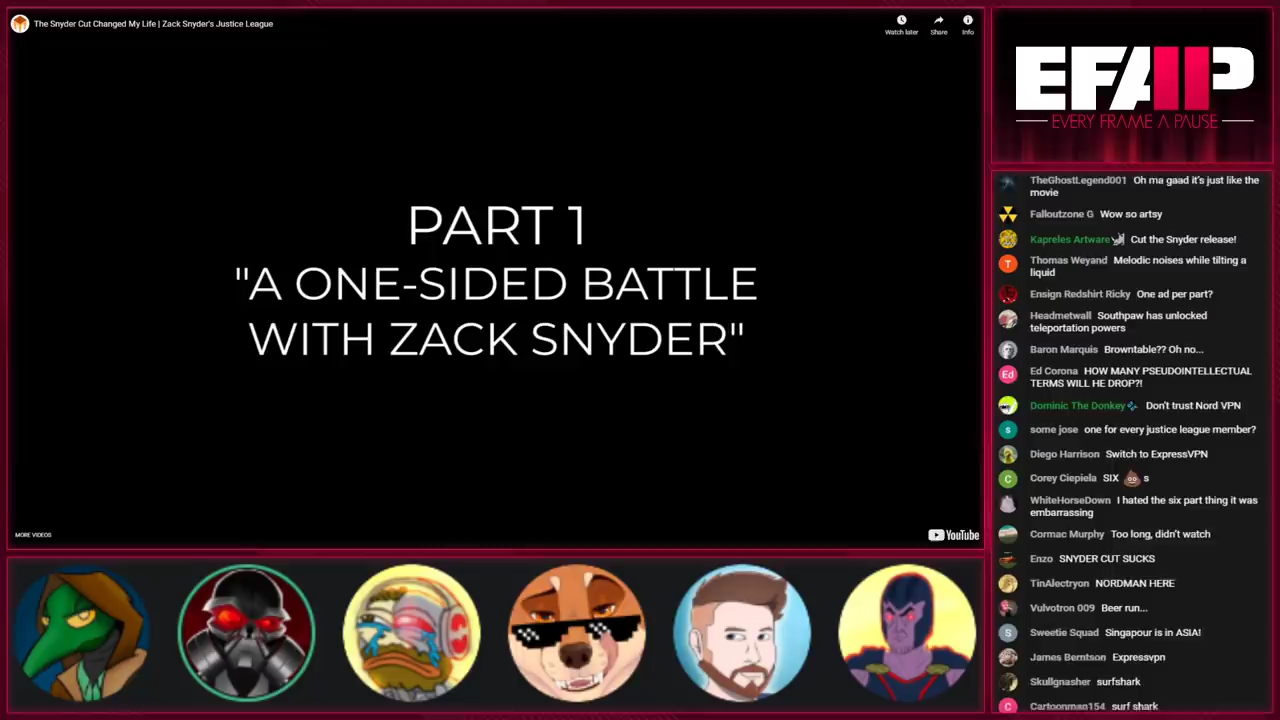 The Snyder Cut Changed My Life | Zack Snyder's Justice League
Watch later
Share
Info
PART 1
"A ONE-SIDED BATTLE
WITH ZACK SNYDER"
MORE VIDEOS
YouTube
EFAP
EVERY FRAME A PAUSE
TheGhostLegend001 Oh ma gaad it's just like the
movie
Falloutzone G Wow so artsy
Kapreles Artware Cut the Snyder release!
T
Thomas Weyand Melodic noises while tilting a
liquid
Ensign Redshirt Ricky One ad per part?
Headmetwall Southpaw has unlocked
teleportation powers
Baron Marquis Browntable?? Oh no...
Ed
Ed Corona HOW MANY PSEUDOINTELLECTUAL
TERMS WILL HE DROP?!
Dominic The Donkey Don't trust Nord VPN
s
some jose one for every justice league member?
Diego Harrison Switch to ExpressVPN
C
Corey Ciepiela SIX 💩 s
WhiteHorseDown I hated the six part thing it was
embarrassing
Cormac Murphy Too long, didn't watch
Enzo SNYDER CUT SUCKS
TinAlectryon NORDMAN HERE
Vulvotron 009 Beer run...
S
Sweetie Squad Singapour is in ASIA!
James Berntson Expressvpn
Skullgnasher surfshark
C
Cartoonman154 surf shark